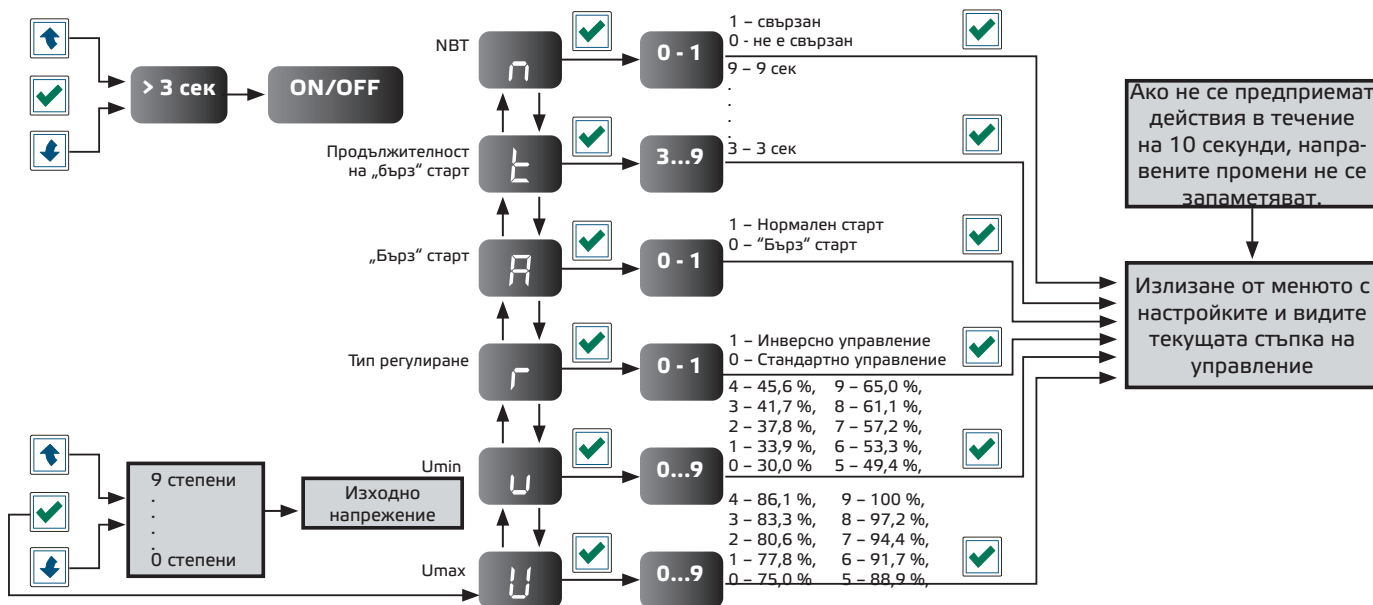 > 3 сек
ON/OFF
NBT
n
0 - 1
1 – свързан
0 - не е свързан
Продължителност
на „бърз“ старт
t
3...9
9 – 9 сек
.
.
.
3 – 3 сек
„Бърз“ старт
A
0 - 1
1 – Нормален старт
0 – “Бърз“ старт
Тип регулиране
r
0 - 1
1 – Инверсно управление
0 – Стандартно управление
Umin
u
0...9
4 – 45,6 %, 9 – 65,0 %,
3 – 41,7 %, 8 – 61,1 %,
2 – 37,8 %, 7 – 57,2 %,
1 – 33,9 %, 6 – 53,3 %,
0 – 30,0 % 5 – 49,4 %,
Umax
U
0...9
4 – 86,1 %, 9 – 100 %,
3 – 83,3 %, 8 – 97,2 %,
2 – 80,6 %, 7 – 94,4 %,
1 – 77,8 %, 6 – 91,7 %,
0 – 75,0 % 5 – 88,9 %,
9 степени
.
.
.
.
0 степени
Изходно
напрежение
Ако не се предприемат
действия в течение
на 10 секунди, напра-
вените промени не се
запаметяват.
Излизане от менюто с
настройките и видите
текущата стъпка на
управление